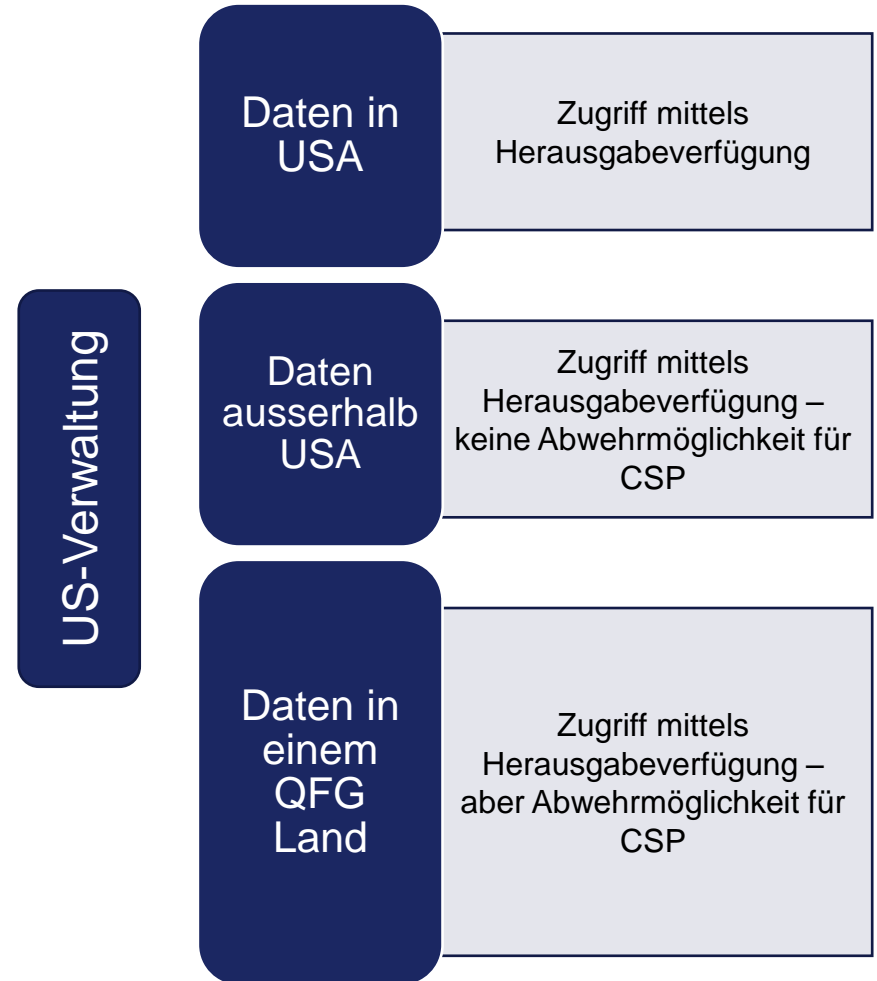 US-Verwaltung
Daten in
USA
Zugriff mittels
Herausgabeverfügung
Daten
ausserhalb
USA
Zugriff mittels
Herausgabeverfügung –
keine Abwehrmöglichkeit für
CSP
Daten in
einem
QFG
Land
Zugriff mittels
Herausgabeverfügung –
aber Abwehrmöglichkeit für
CSP